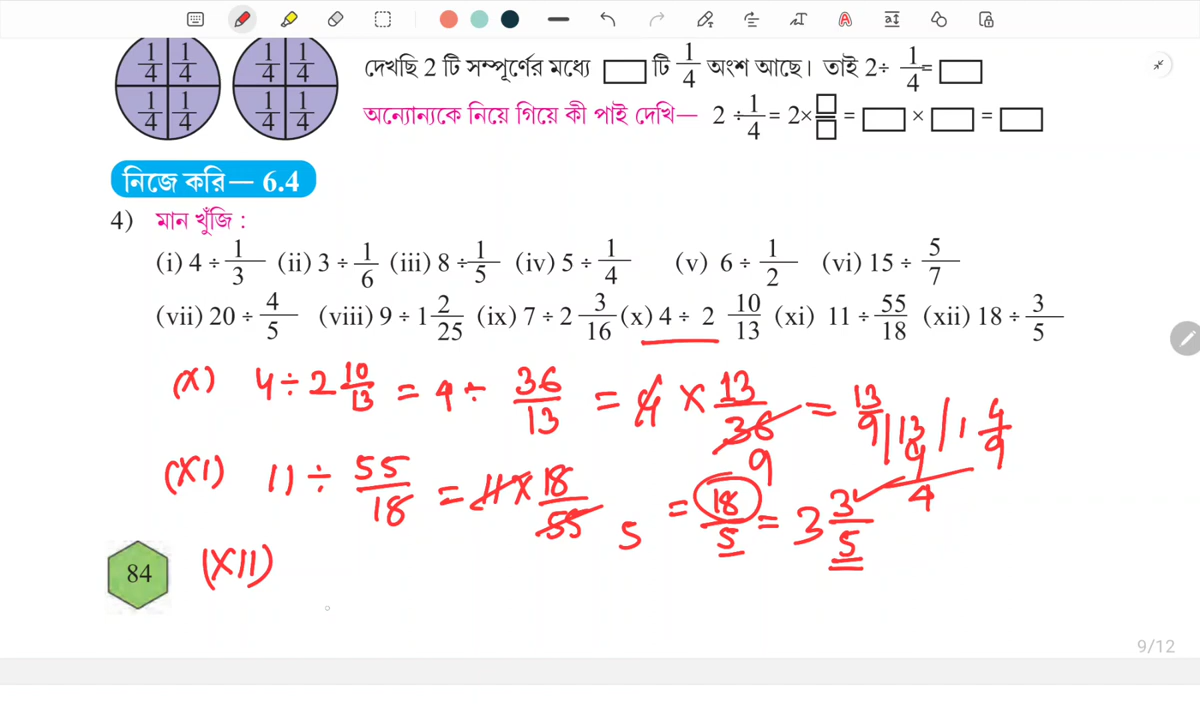 1/4 1/4 1/4 1/4 দেখছি 2 টি সম্পূর্ণের মধ্যে □ টি 1/4 অংশ আছে। তাই 2÷ 1/4 = □
1/4 1/4 1/4 1/4 অন্যোন্যকে নিয়ে গিয়ে কী পাই দেখি— 2 ÷ 1/4 = 2× □/□ = □ × □ = □
নিজে করি— 6.4
4) মান খুঁজি :
(i) 4 ÷ 1/3 (ii) 3 ÷ 1/6 (iii) 8 ÷ 1/5 (iv) 5 ÷ 1/4 (v) 6 ÷ 1/2 (vi) 15 ÷ 5/7
(vii) 20 ÷ 4/5 (viii) 9 ÷ 1 2/25 (ix) 7 ÷ 2 3/16 (x) 4 ÷ 2 10/13 (xi) 11 ÷ 55/18 (xii) 18 ÷ 3/5
(X) 4 ÷ 2 10/13 = 4 ÷ 36/13 = 4 × 13/36 9 = 13/9 9|13|1 4/9
9
4
(XI) 11 ÷ 55/18 = 11 × 18/55 5 = 18/5 = 3 3/5
84 (XII)
9/12